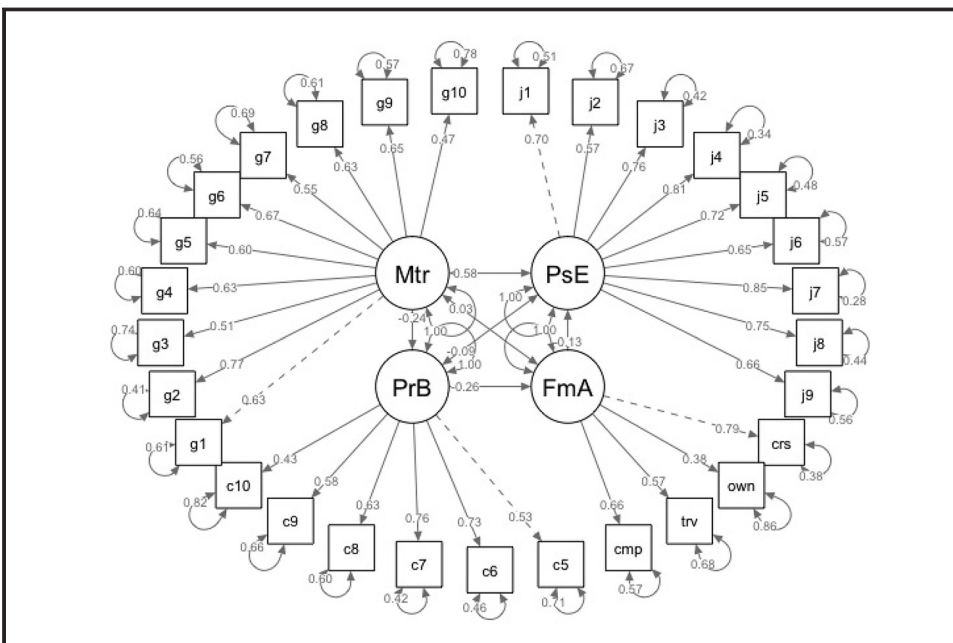 0.57 0.78 0.51 0.67
0.61 g9 g10 j1 j2 0.42
0.69 g8 j3 0.34
g7 0.65 0.47 0.70 0.57 j4
0.56 0.63 0.76 0.48
g6 0.55 0.81 j5
0.64 0.67 0.72 0.57
g5 0.60 0.65 j6
0.60 Mtr 0.58 PsE
g4 0.63 0.85 j7 0.28
0.74 0.51 -0.24 0.03 1.00 0.75
g3 1.00 1.00 j8 0.44
0.77 -0.09 -0.13 0.66
0.41 g2 1.00 j9
0.63 PrB -0.26 FmA 0.56
0.61 g1 0.79 crs
0.43 0.38 0.38
0.82 c10 0.58 0.57 own
c9 0.63 0.76 0.73 0.53 0.66 trv 0.86
0.66 c8 c7 c6 c5 cmp 0.68
0.60 0.42 0.46 0.71 0.57